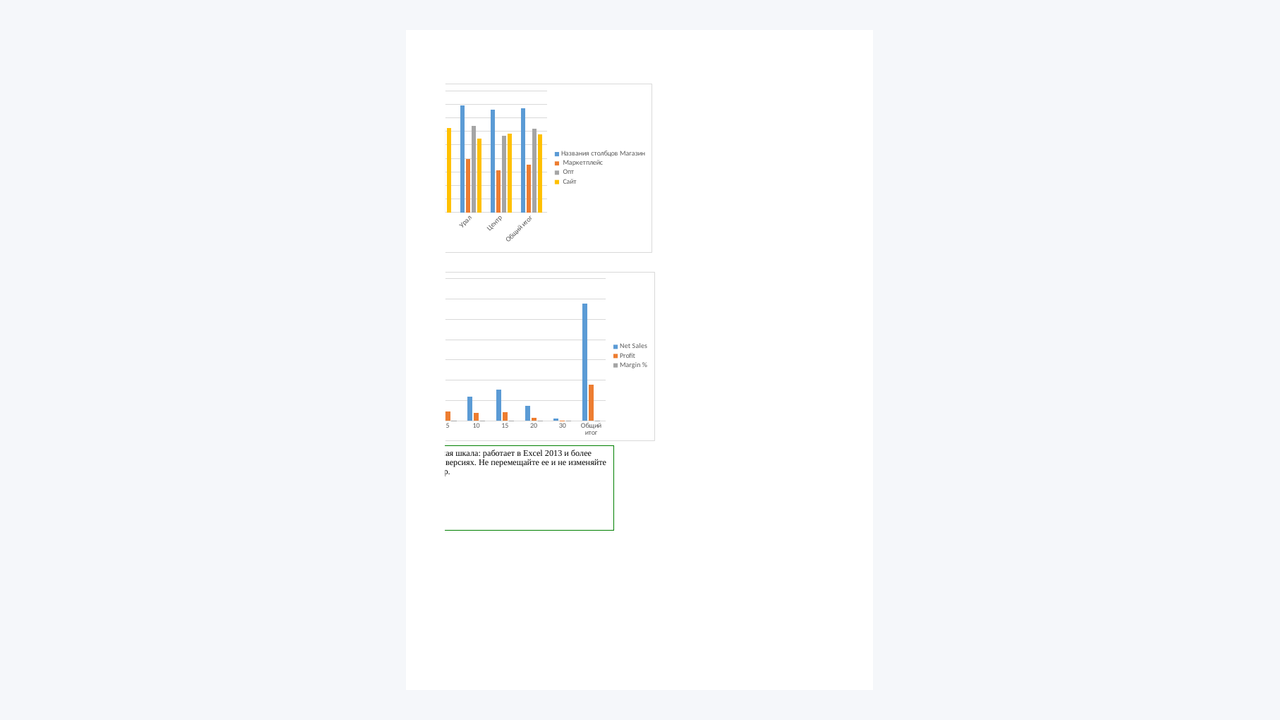 Названия столбцов Магазин
Маркетплейс
Опт
Сайт
Урал
Центр
Общий итог
Net Sales
Profit
Margin %
5
10
15
20
30
Общий
итог
ая шкала: работает в Excel 2013 и более
версиях. Не перемещайте ее и не изменяйте
р.